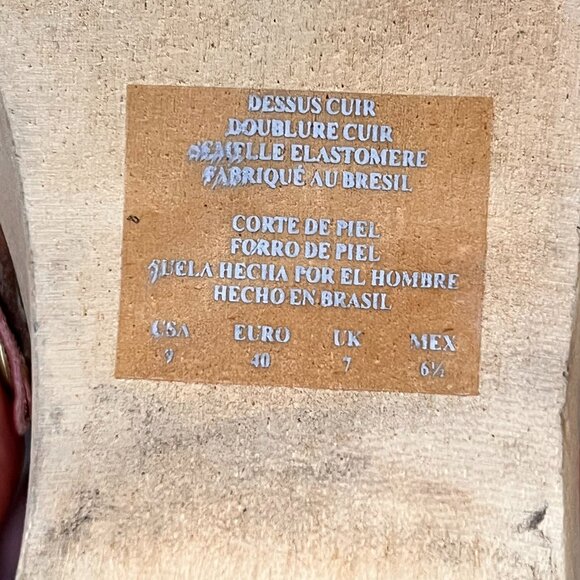 DESSUS CUIR
DOUBLURE CUIR
SEMELLE ELASTOMERE
FABRIQUÉ AU BRESIL
CORTE DE PIEL
FORRO DE PIEL
SUELA HECHA POR EL HOMBRE
HECHO EN BRASIL
USA EURO UK MEX
9 40 7 6½